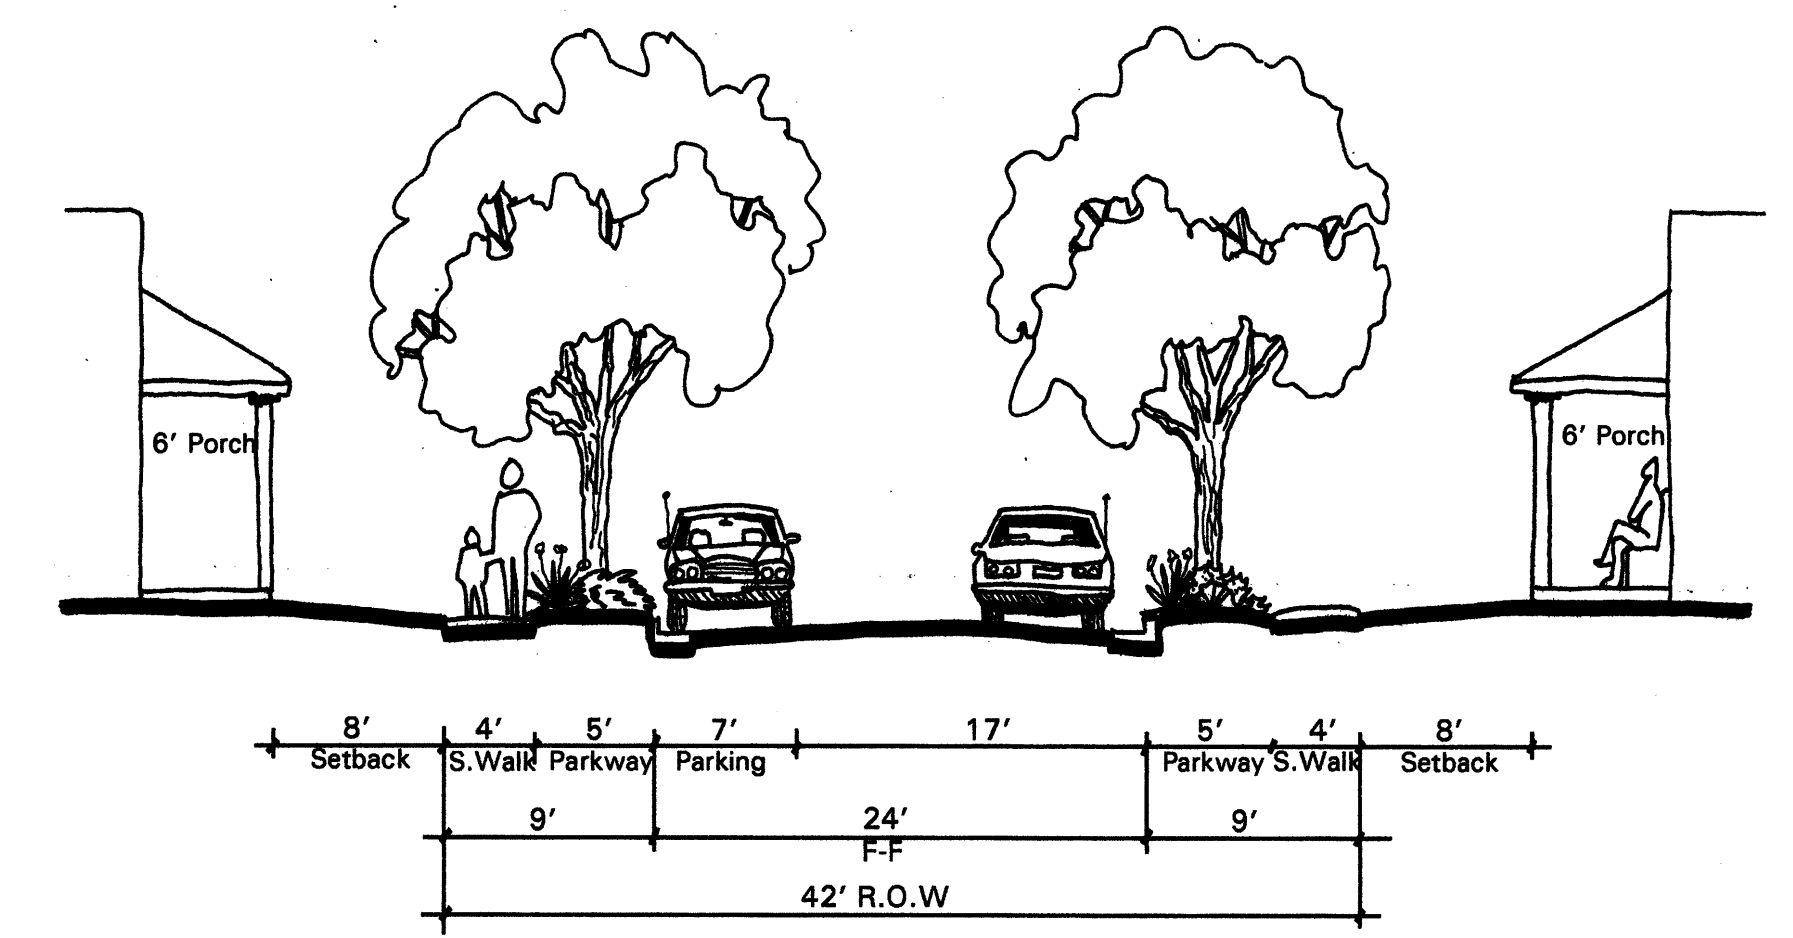 6' Porch
6' Porch
8' 4' 5' 7' 17' 5' 4' 8'
Setback S.Walk Parkway Parking Parkway S.Walk Setback
9' 24' 9'
F-F
42' R.O.W